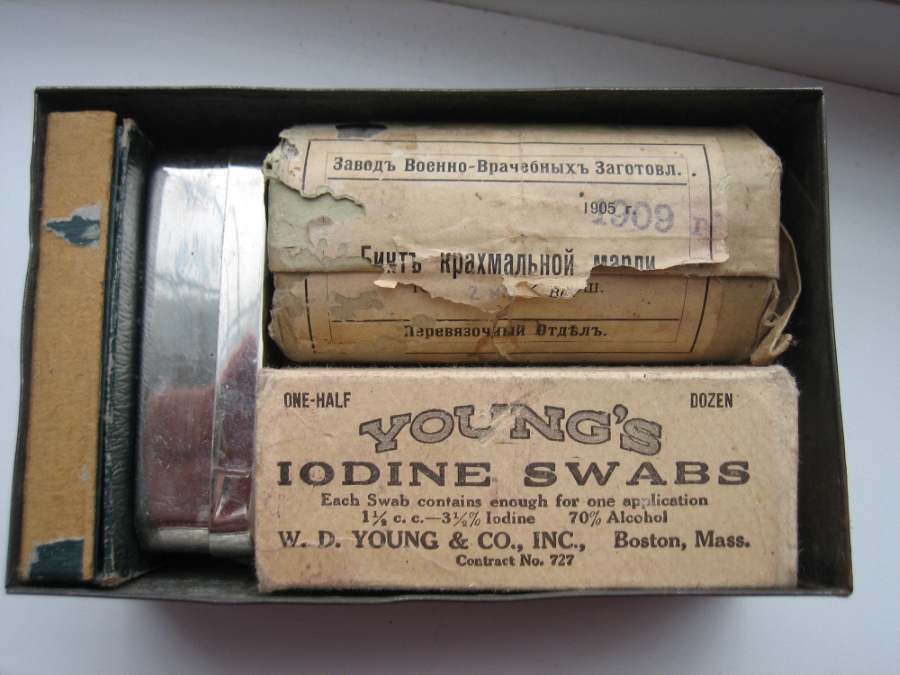 Заводъ Военно-Врачебныхъ Заготовл.
1905 г.
1909 г
Бинтъ крахмальной марли
2
Перевязочный Отдѣлъ.
ONE-HALF DOZEN
YOUNG'S
IODINE SWABS
Each Swab contains enough for one application
1½ c. c.—3½% Iodine 70% Alcohol
W. D. YOUNG & CO., INC., Boston, Mass.
Contract No. 727